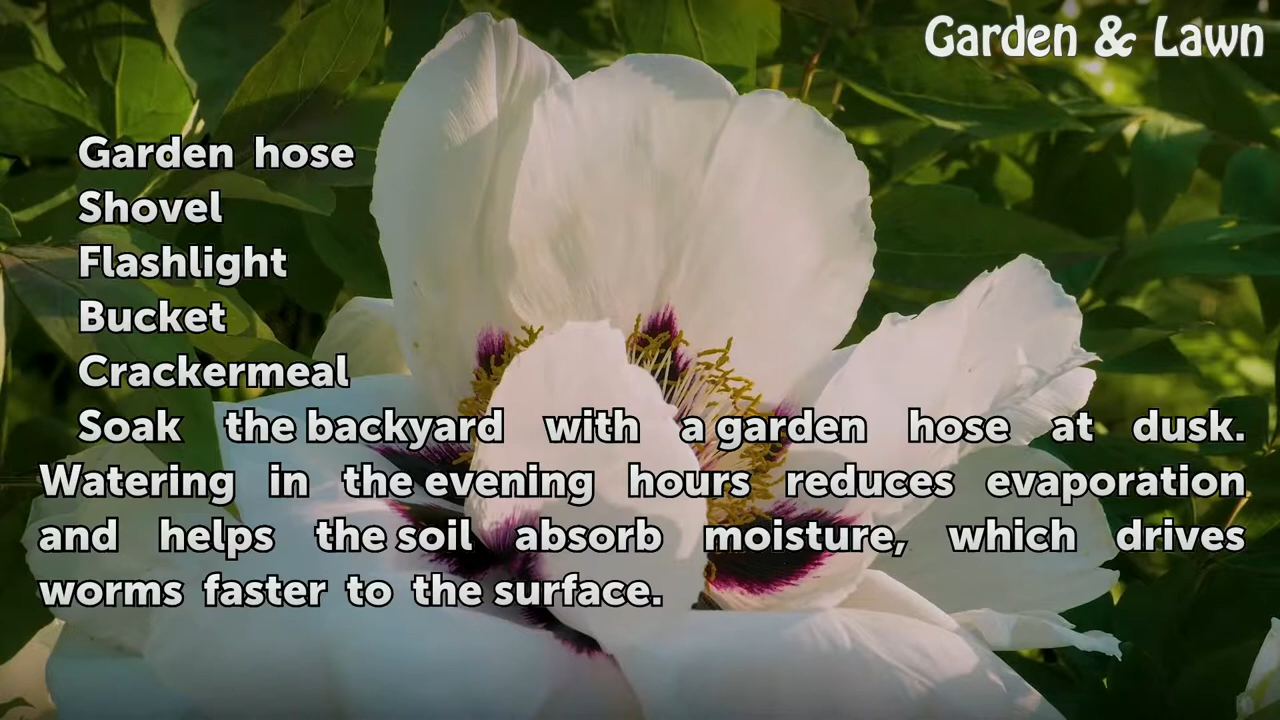 Garden & Lawn
Garden hose
Shovel
Flashlight
Bucket
Crackermeal
Soak the backyard with a garden hose at dusk.
Watering in the evening hours reduces evaporation
and helps the soil absorb moisture, which drives
worms faster to the surface.